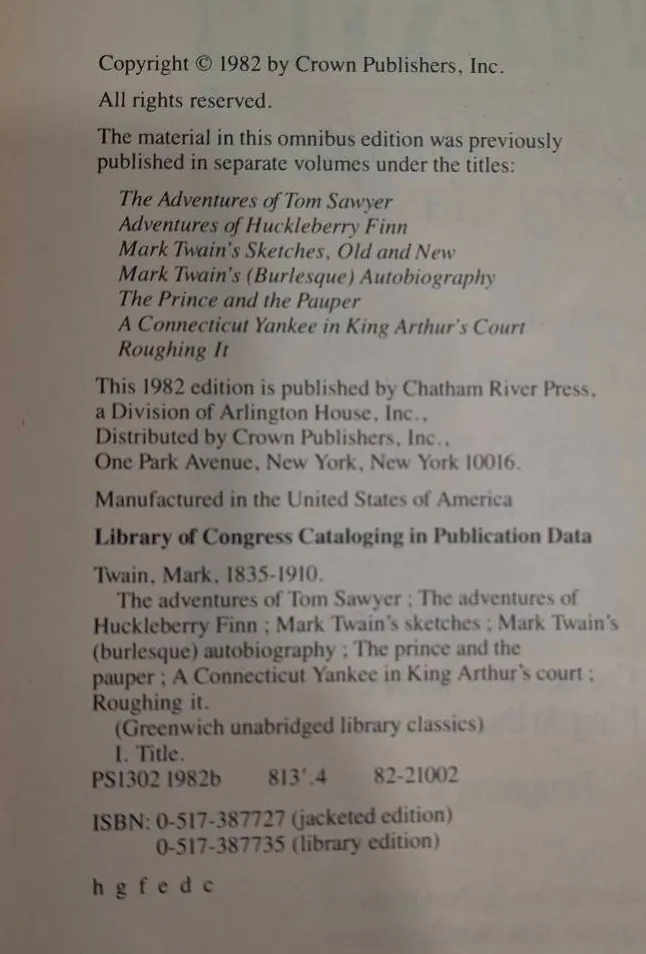 Copyright © 1982 by Crown Publishers, Inc.
All rights reserved.
The material in this omnibus edition was previously
published in separate volumes under the titles:
The Adventures of Tom Sawyer
Adventures of Huckleberry Finn
Mark Twain's Sketches, Old and New
Mark Twain's (Burlesque) Autobiography
The Prince and the Pauper
A Connecticut Yankee in King Arthur's Court
Roughing It
This 1982 edition is published by Chatham River Press,
a Division of Arlington House, Inc.,
Distributed by Crown Publishers, Inc.,
One Park Avenue, New York, New York 10016.
Manufactured in the United States of America
Library of Congress Cataloging in Publication Data
Twain, Mark, 1835-1910.
The adventures of Tom Sawyer ; The adventures of
Huckleberry Finn ; Mark Twain's sketches ; Mark Twain's
(burlesque) autobiography ; The prince and the
pauper ; A Connecticut Yankee in King Arthur's court ;
Roughing it.
(Greenwich unabridged library classics)
I. Title.
PS1302 1982b 813'.4 82-21002
ISBN: 0-517-387727 (jacketed edition)
0-517-387735 (library edition)
h g f e d c